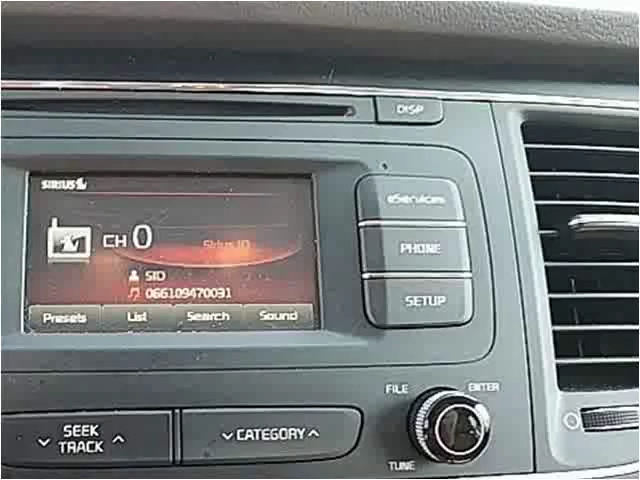 DISP
SIRIUS
eServices
CH 0
Sirius ID
PHONE
SID
066109470031
SETUP
Presets List Search Sound
FILE ENTER
SEEK
TRACK
CATEGORY
TUNE